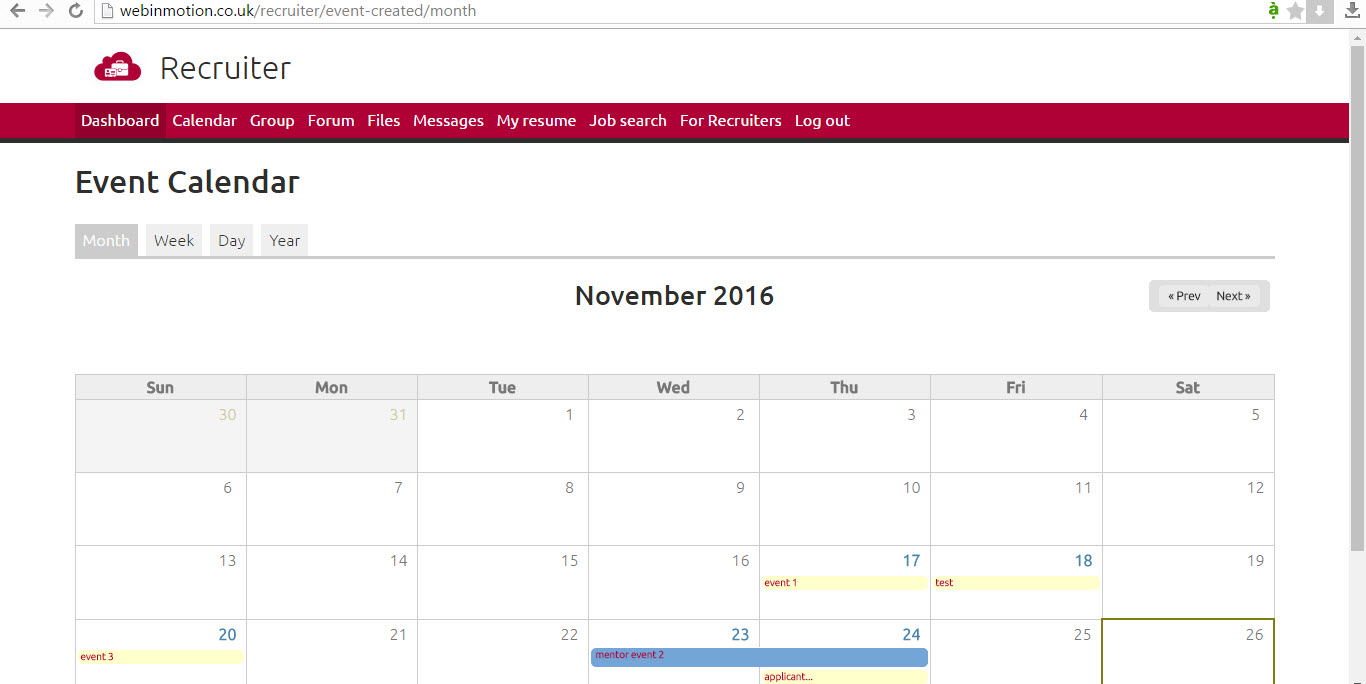 webinmotion.co.uk/recruiter/event-created/month
Recruiter
Dashboard Calendar Group Forum Files Messages My resume Job search For Recruiters Log out
Event Calendar
Month Week Day Year
November 2016
« Prev Next »
Sun Mon Tue Wed Thu Fri Sat
30 31 1 2 3 4 5
6 7 8 9 10 11 12
13 14 15 16 17 18 19
event 1 test
20 21 22 23 24 25 26
event 3 mentor event 2
applicant...